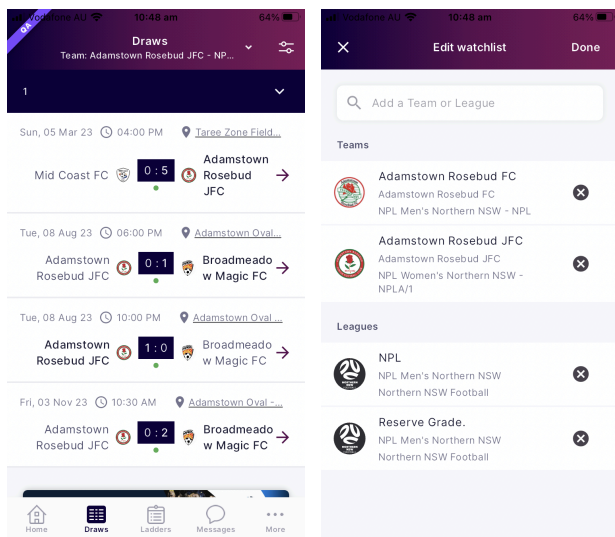 Vodafone AU 10:48 am 64%
QA
Draws
Team: Adamstown Rosebud JFC - NP...
1
Sun, 05 Mar 23 04:00 PM Taree Zone Field...
Mid Coast FC 0 : 5 Adamstown
Rosebud
JFC
Tue, 08 Aug 23 06:00 PM Adamstown Oval...
Adamstown
Rosebud JFC 0 : 1 Broadmeado
w Magic FC
Tue, 08 Aug 23 10:00 PM Adamstown Oval ...
Adamstown
Rosebud JFC 1 : 0 Broadmeado
w Magic FC
Fri, 03 Nov 23 10:30 AM Adamstown Oval -...
Adamstown
Rosebud JFC 0 : 2 Broadmeado
w Magic FC
Home Draws Ladders Messages More
Vodafone AU 10:48 am 64%
Edit watchlist Done
Add a Team or League
Teams
Adamstown Rosebud FC
Adamstown Rosebud FC
NPL Men's Northern NSW - NPL
Adamstown Rosebud JFC
Adamstown Rosebud JFC
NPL Women's Northern NSW -
NPLA/1
Leagues
NPL
NPL Men's Northern NSW
Northern NSW Football
Reserve Grade.
NPL Men's Northern NSW
Northern NSW Football